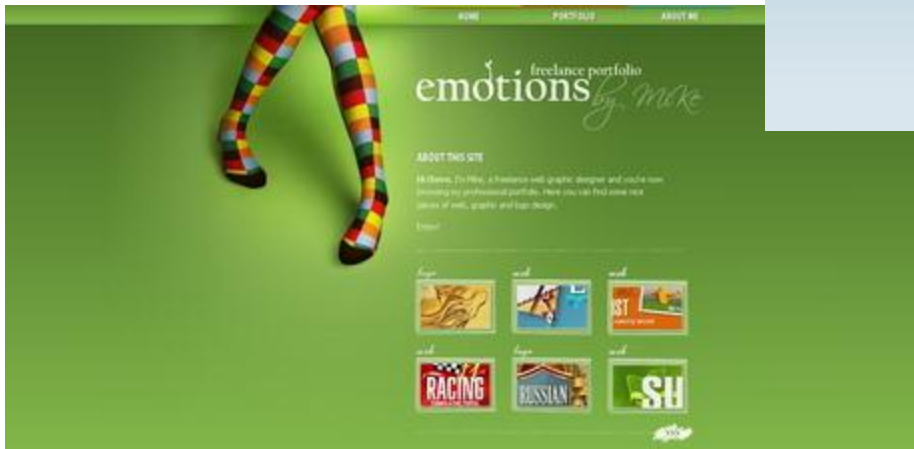 HOME PORTFOLIO ABOUT ME
freelance portfolio
emotions by MiKe
ABOUT THIS SITE
Hi there, I'm Mike, a freelance web graphic designer and you're now
browsing my professional portfolio. Here you can find some nice
pieces of web, graphic and logo design.
Enjoy!
logo web web
IST
web logo web
RACING RUSSIAN SH